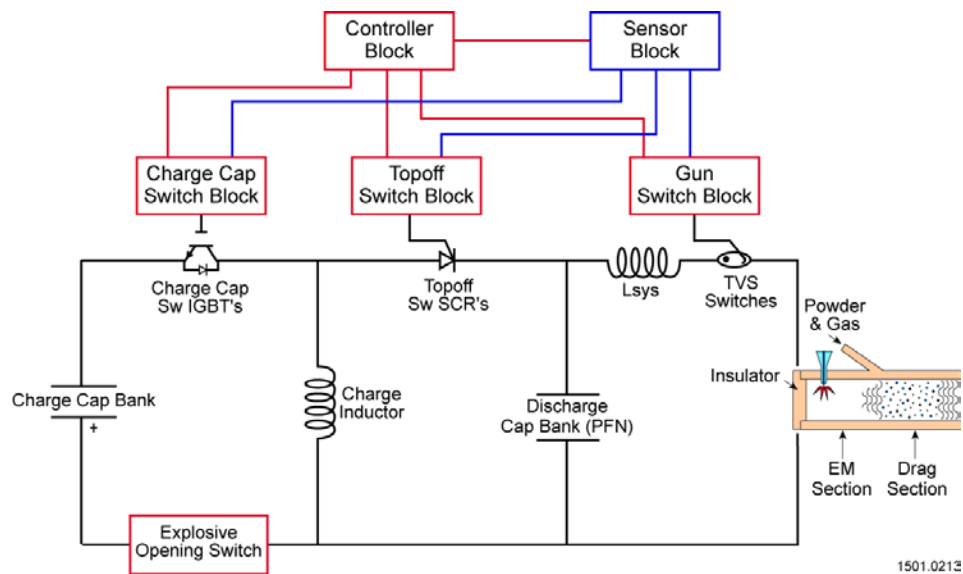 Controller
Block
Sensor
Block
Charge Cap
Switch Block
Topoff
Switch Block
Gun
Switch Block
Charge Cap
Sw IGBT's
Topoff
Sw SCR's
Lsys
TVS
Switches
Powder
& Gas
Insulator
Charge Cap Bank
+
Charge
Inductor
Discharge
Cap Bank (PFN)
EM
Section
Drag
Section
Explosive
Opening Switch
1501.0213